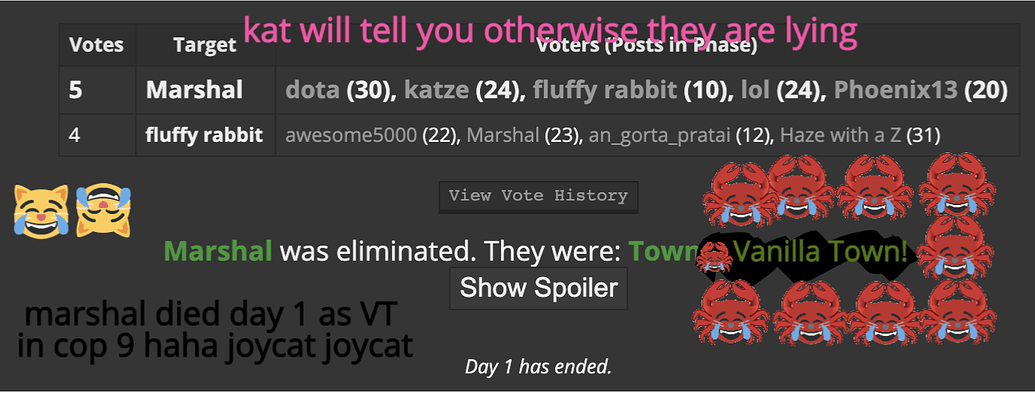 kat will tell you otherwise they are lying
Votes Target Voters (Posts in Phase)
5 Marshal dota (30), katze (24), fluffy rabbit (10), lol (24), Phoenix13 (20)
4 fluffy rabbit awesome5000 (22), Marshal (23), an_gorta_pratai (12), Haze with a Z (31)
View Vote History
Marshal was eliminated. They were: Town Vanilla Town!
Show Spoiler
marshal died day 1 as VT
in cop 9 haha joycat joycat
Day 1 has ended.